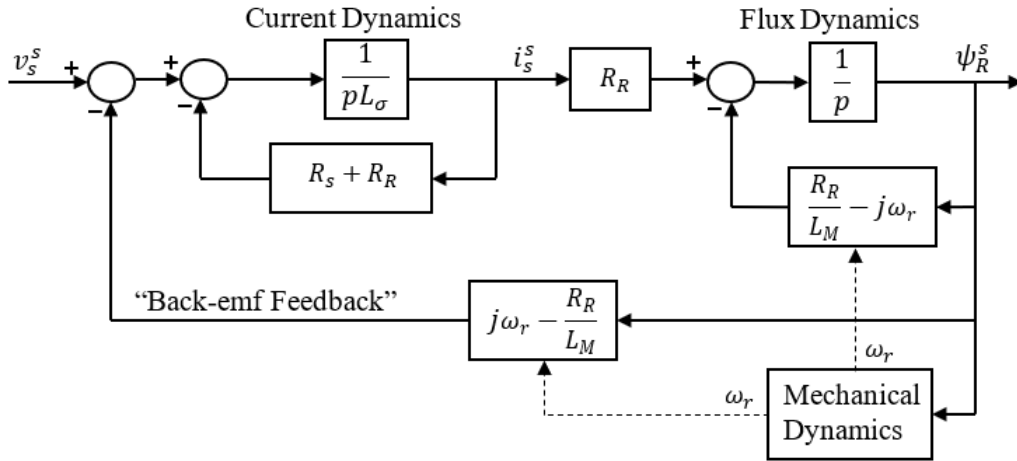 Current Dynamics
Flux Dynamics
v_s^s
+
−
+
−
1
pL_σ
i_s^s
R_R
+
−
1
p
ψ_R^s
R_s + R_R
R_R
L_M
− jω_r
“Back-emf Feedback”
jω_r −
R_R
L_M
ω_r
ω_r
Mechanical
Dynamics